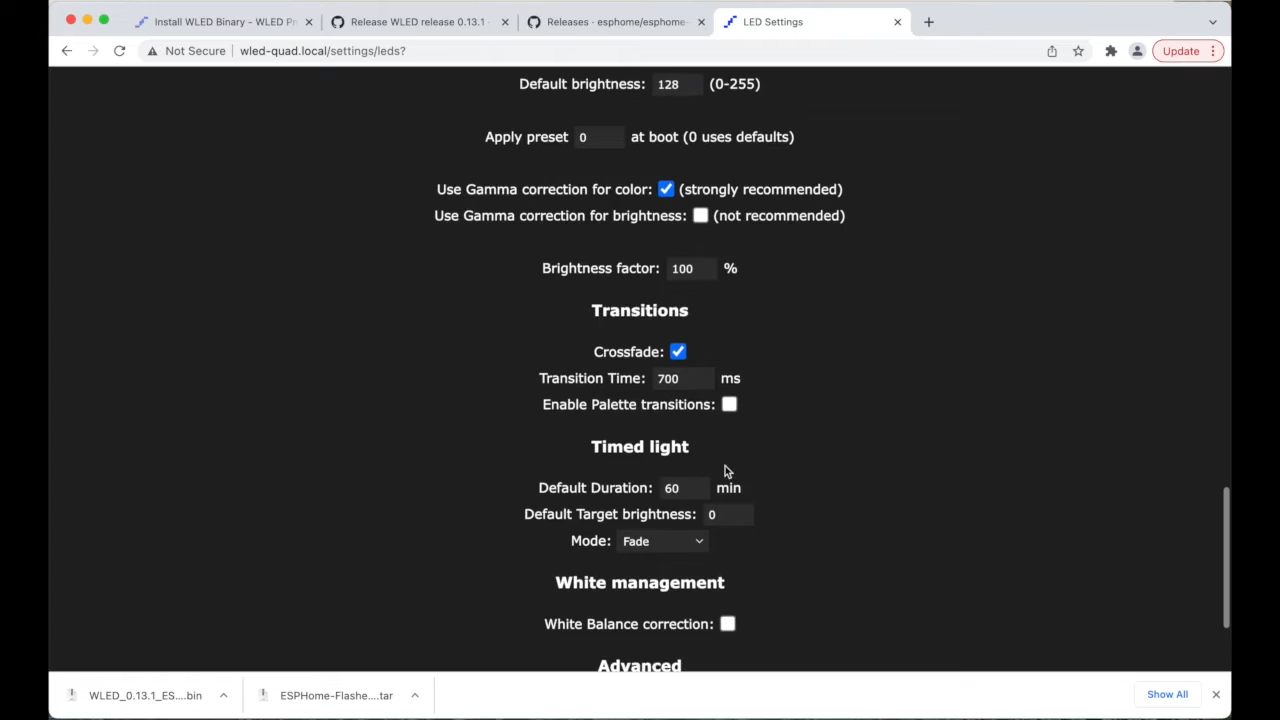 Install WLED Binary - WLED Pr
Release WLED release 0.13.1 ·
Releases · esphome/esphome-
LED Settings
Not Secure
wled-quad.local/settings/leds?
Update
Default brightness: 128 (0-255)
Apply preset 0 at boot (0 uses defaults)
Use Gamma correction for color: (strongly recommended)
Use Gamma correction for brightness: (not recommended)
Brightness factor: 100 %
Transitions
Crossfade:
Transition Time: 700 ms
Enable Palette transitions:
Timed light
Default Duration: 60 min
Default Target brightness: 0
Mode: Fade
White management
White Balance correction:
Advanced
WLED_0.13.1_ES....bin
ESPHome-Flashe....tar
Show All